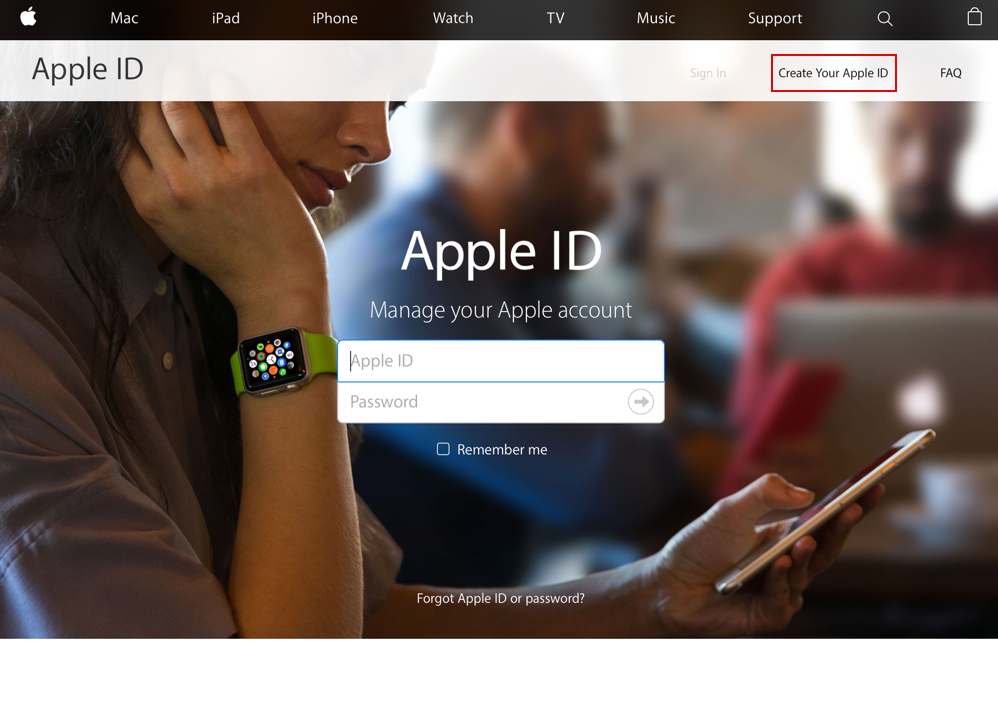 Mac iPad iPhone Watch TV Music Support
Apple ID Sign In Create Your Apple ID FAQ
Apple ID
Manage your Apple account
Apple ID
Password
Remember me
Forgot Apple ID or password?